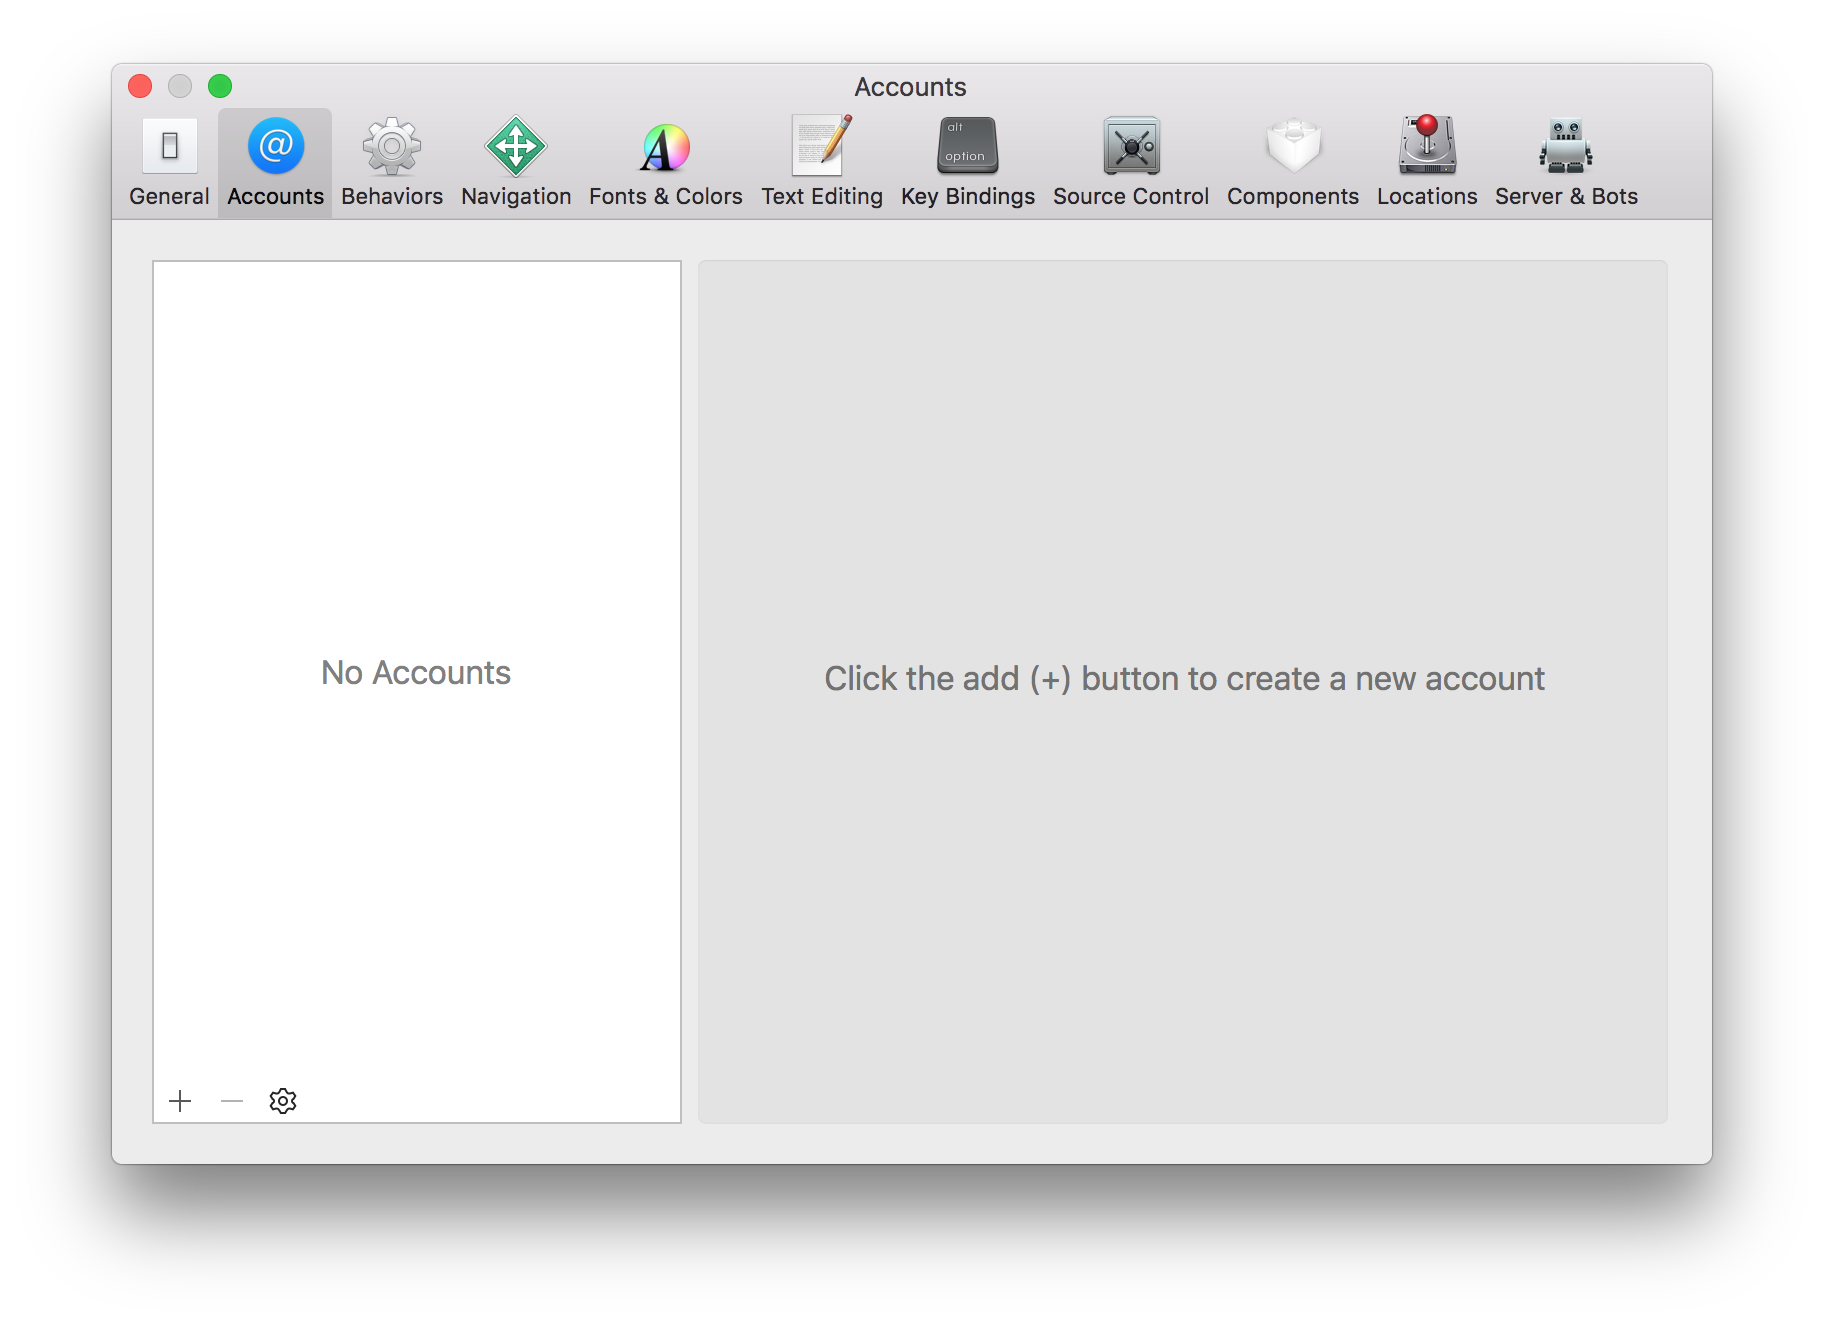 Accounts
alt
option
General Accounts Behaviors Navigation Fonts & Colors Text Editing Key Bindings Source Control Components Locations Server & Bots
No Accounts
Click the add (+) button to create a new account